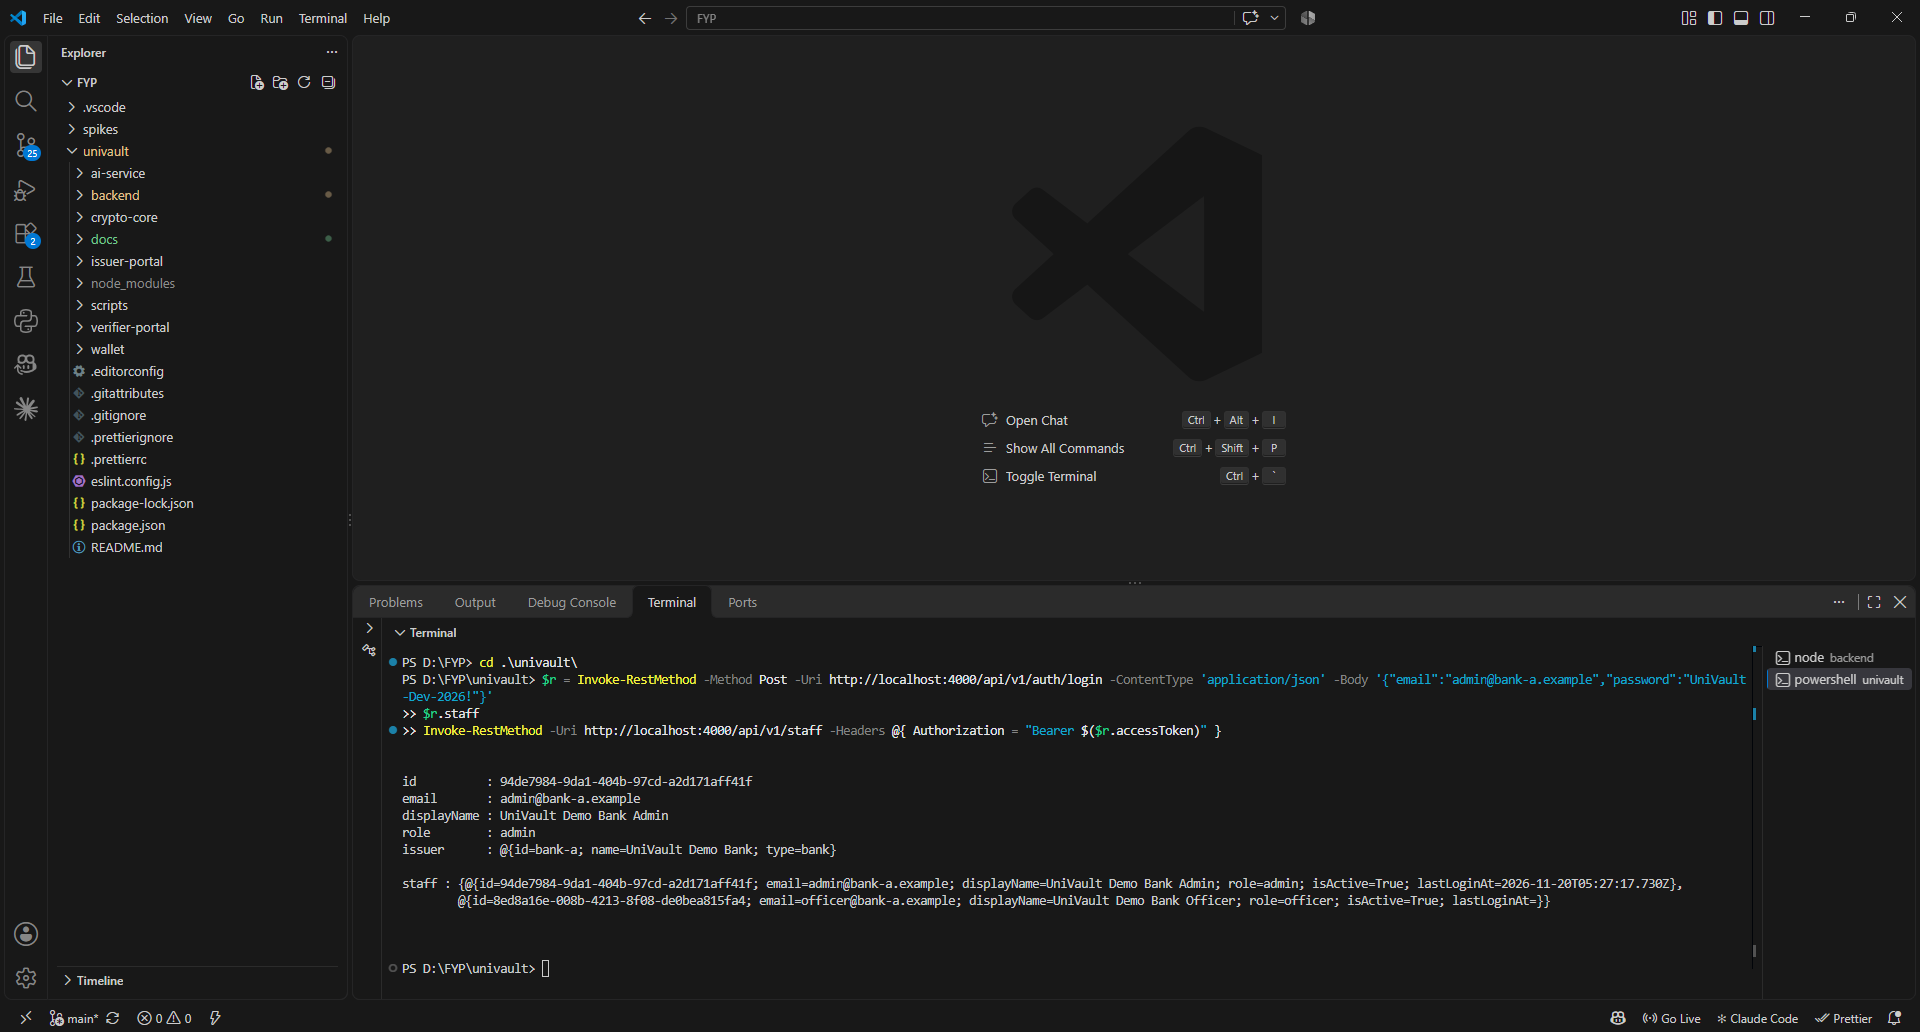 File Edit Selection View Go Run Terminal Help
FYP
Explorer
FYP
.vscode
spikes
univault
ai-service
backend
crypto-core
docs
issuer-portal
node_modules
scripts
verifier-portal
wallet
.editorconfig
.gitattributes
.gitignore
.prettierignore
.prettierrc
eslint.config.js
package-lock.json
package.json
README.md
25
2
Timeline
Open Chat Ctrl + Alt + I
Show All Commands Ctrl + Shift + P
Toggle Terminal Ctrl + `
Problems Output Debug Console Terminal Ports
Terminal
PS D:\FYP> cd .\univault\
PS D:\FYP\univault> $r = Invoke-RestMethod -Method Post -Uri http://localhost:4000/api/v1/auth/login -ContentType 'application/json' -Body '{"email":"admin@bank-a.example","password":"UniVault
-Dev-2026!"}'
>> $r.staff
>> Invoke-RestMethod -Uri http://localhost:4000/api/v1/staff -Headers @{ Authorization = "Bearer $($r.accessToken)" }
id : 94de7984-9da1-404b-97cd-a2d171aff41f
email : admin@bank-a.example
displayName : UniVault Demo Bank Admin
role : admin
issuer : @{id=bank-a; name=UniVault Demo Bank; type=bank}
staff : {@{id=94de7984-9da1-404b-97cd-a2d171aff41f; email=admin@bank-a.example; displayName=UniVault Demo Bank Admin; role=admin; isActive=True; lastLoginAt=2026-11-20T05:27:17.730Z},
@{id=8ed8a16e-008b-4213-8f08-de0bea815fa4; email=officer@bank-a.example; displayName=UniVault Demo Bank Officer; role=officer; isActive=True; lastLoginAt=}}
PS D:\FYP\univault>
node backend
powershell univault
main* 0 0
Go Live Claude Code Prettier